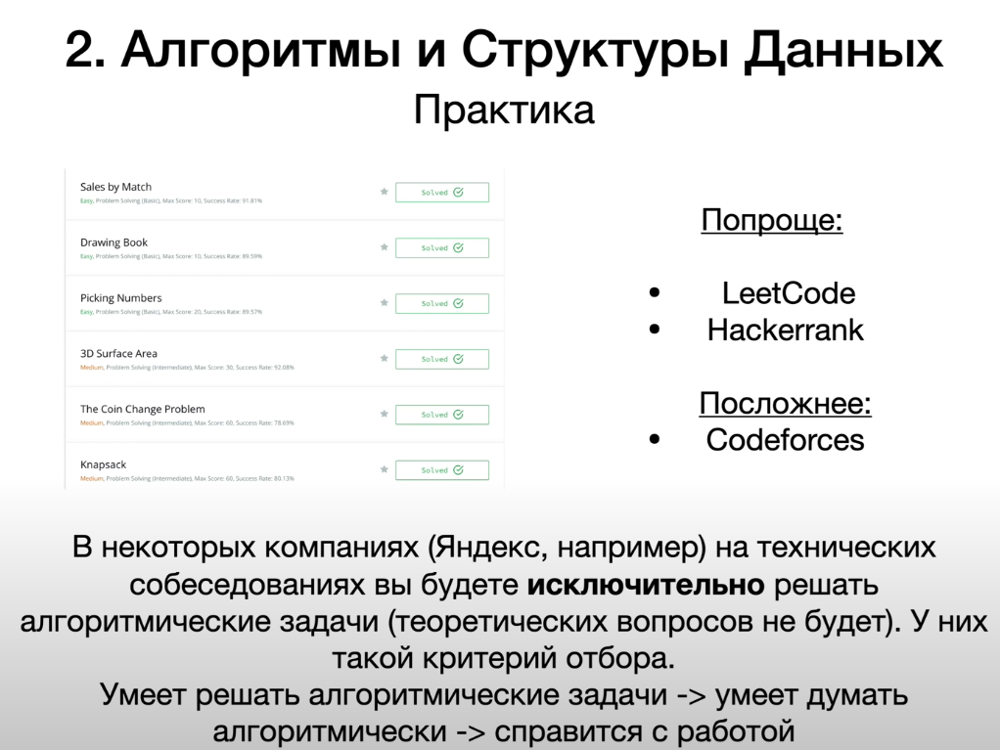 2. Алгоритмы и Структуры Данных
Практика
Sales by Match
Easy, Problem Solving (Basic), Max Score: 10, Success Rate: 91.81%
Solved
Drawing Book
Easy, Problem Solving (Basic), Max Score: 10, Success Rate: 89.59%
Solved
Picking Numbers
Easy, Problem Solving (Basic), Max Score: 20, Success Rate: 89.57%
Solved
3D Surface Area
Medium, Problem Solving (Intermediate), Max Score: 30, Success Rate: 92.08%
Solved
The Coin Change Problem
Medium, Problem Solving (Intermediate), Max Score: 60, Success Rate: 78.69%
Solved
Knapsack
Medium, Problem Solving (Intermediate), Max Score: 60, Success Rate: 80.13%
Solved
Попроще:
• LeetCode
• Hackerrank
Посложнее:
• Codeforces
В некоторых компаниях (Яндекс, например) на технических
собеседованиях вы будете исключительно решать
алгоритмические задачи (теоретических вопросов не будет). У них
такой критерий отбора.
Умеет решать алгоритмические задачи -> умеет думать
алгоритмически -> справится с работой